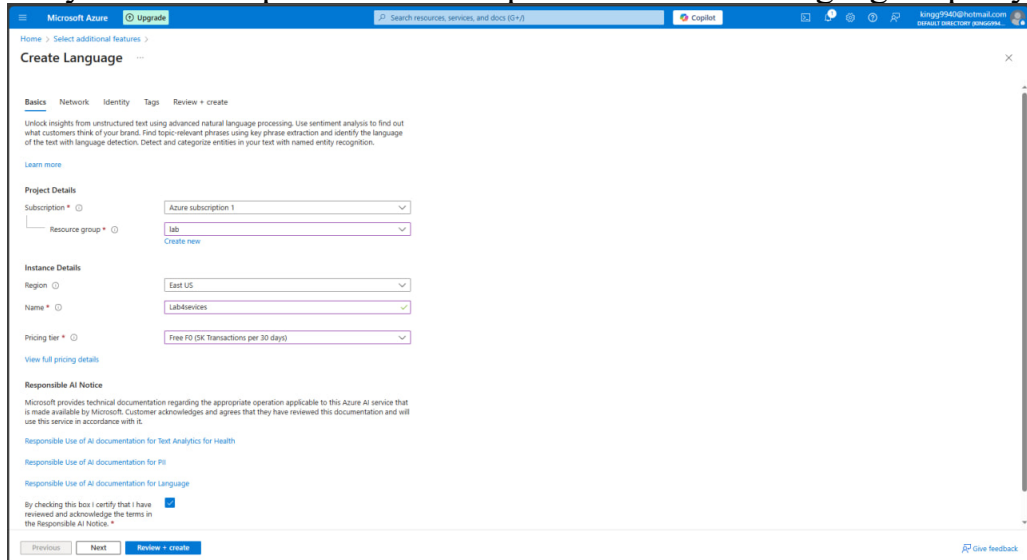 Microsoft Azure
Upgrade
Search resources, services, and docs (G+/)
Copilot
1
kingg9940@hotmail.com
Home > Select additional features >
Create Language ...
Basics Network Identity Tags Review + create
Unlock insights from unstructured text using advanced natural language processing. Use sentiment analysis to find out
what customers think of your brand. Find topic-relevant phrases using key phrase extraction and identify the language
of the text with language detection. Detect and categorize entities in your text with named entity recognition.
Learn more
Project Details
Subscription *
Azure subscription 1
Resource group *
lab
Create new
Instance Details
Region
East US
Name *
Lab4sevices
Pricing tier *
Free F0 (5K Transactions per 30 days)
View full pricing details
Responsible AI Notice
Microsoft provides technical documentation regarding the appropriate operation applicable to this Azure AI service that
is made available by Microsoft. Customer acknowledges and agrees that they have reviewed this documentation and will
use this service in accordance with it.
Responsible Use of AI documentation for Text Analytics for Health
Responsible Use of AI documentation for PII
Responsible Use of AI documentation for Language
By checking this box I certify that I have
reviewed and acknowledge the terms in
the Responsible AI Notice. *
Previous
Next
Review + create
Give feedback